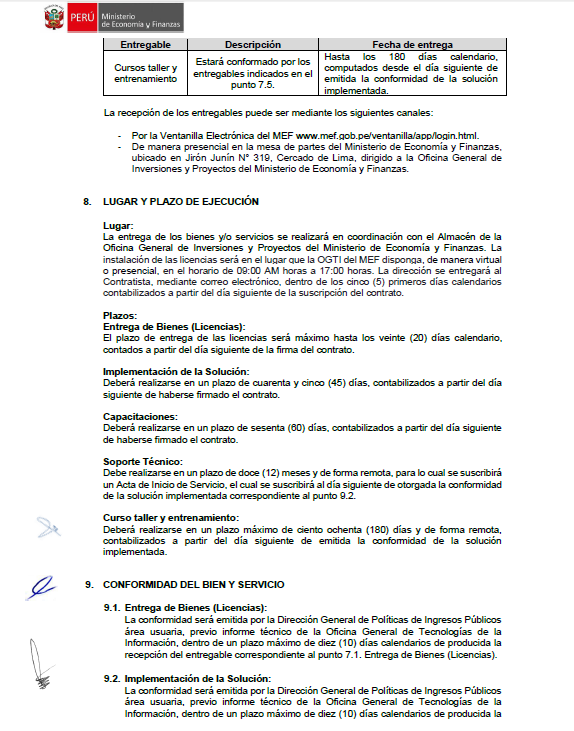 PERÚ
Ministerio
de Economía y Finanzas
Entregable
Descripción
Fecha de entrega
Cursos taller y
entrenamiento
Estará conformado por los
entregables indicados en el
punto 7.5.
Hasta los 180 días calendario,
computados desde el día siguiente de
emitida la conformidad de la solución
implementada.
La recepción de los entregables puede ser mediante los siguientes canales:
- Por la Ventanilla Electrónica del MEF www.mef.gob.pe/ventanilla/app/login.html.
- De manera presencial en la mesa de partes del Ministerio de Economía y Finanzas,
ubicado en Jirón Junín N° 319, Cercado de Lima, dirigido a la Oficina General de
Inversiones y Proyectos del Ministerio de Economía y Finanzas.
8. LUGAR Y PLAZO DE EJECUCIÓN
Lugar:
La entrega de los bienes y/o servicios se realizará en coordinación con el Almacén de la
Oficina General de Inversiones y Proyectos del Ministerio de Economía y Finanzas. La
instalación de las licencias será en el lugar que la OGTI del MEF disponga, de manera virtual
o presencial, en el horario de 09:00 AM horas a 17:00 horas. La dirección se entregará al
Contratista, mediante correo electrónico, dentro de los cinco (5) primeros días calendarios
contabilizados a partir del día siguiente de la suscripción del contrato.
Plazos:
Entrega de Bienes (Licencias):
El plazo de entrega de las licencias será máximo hasta los veinte (20) días calendario,
contados a partir del día siguiente de la firma del contrato.
Implementación de la Solución:
Deberá realizarse en un plazo de cuarenta y cinco (45) días, contabilizados a partir del día
siguiente de haberse firmado el contrato.
Capacitaciones:
Deberá realizarse en un plazo de sesenta (60) días, contabilizados a partir del día siguiente
de haberse firmado el contrato.
Soporte Técnico:
Debe realizarse en un plazo de doce (12) meses y de forma remota, para lo cual se suscribirá
un Acta de Inicio de Servicio, el cual se suscribirá al día siguiente de otorgada la conformidad
de la solución implementada correspondiente al punto 9.2.
Curso taller y entrenamiento:
Deberá realizarse en un plazo máximo de ciento ochenta (180) días y de forma remota,
contabilizados a partir del día siguiente de emitida la conformidad de la solución
implementada.
9. CONFORMIDAD DEL BIEN Y SERVICIO
9.1. Entrega de Bienes (Licencias):
La conformidad será emitida por la Dirección General de Políticas de Ingresos Públicos
área usuaria, previo informe técnico de la Oficina General de Tecnologías de la
Información, dentro de un plazo máximo de diez (10) días calendarios de producida la
recepción del entregable correspondiente al punto 7.1. Entrega de Bienes (Licencias).
9.2. Implementación de la Solución:
La conformidad será emitida por la Dirección General de Políticas de Ingresos Públicos
área usuaria, previo informe técnico de la Oficina General de Tecnologías de la
Información, dentro de un plazo máximo de diez (10) días calendarios de producida la